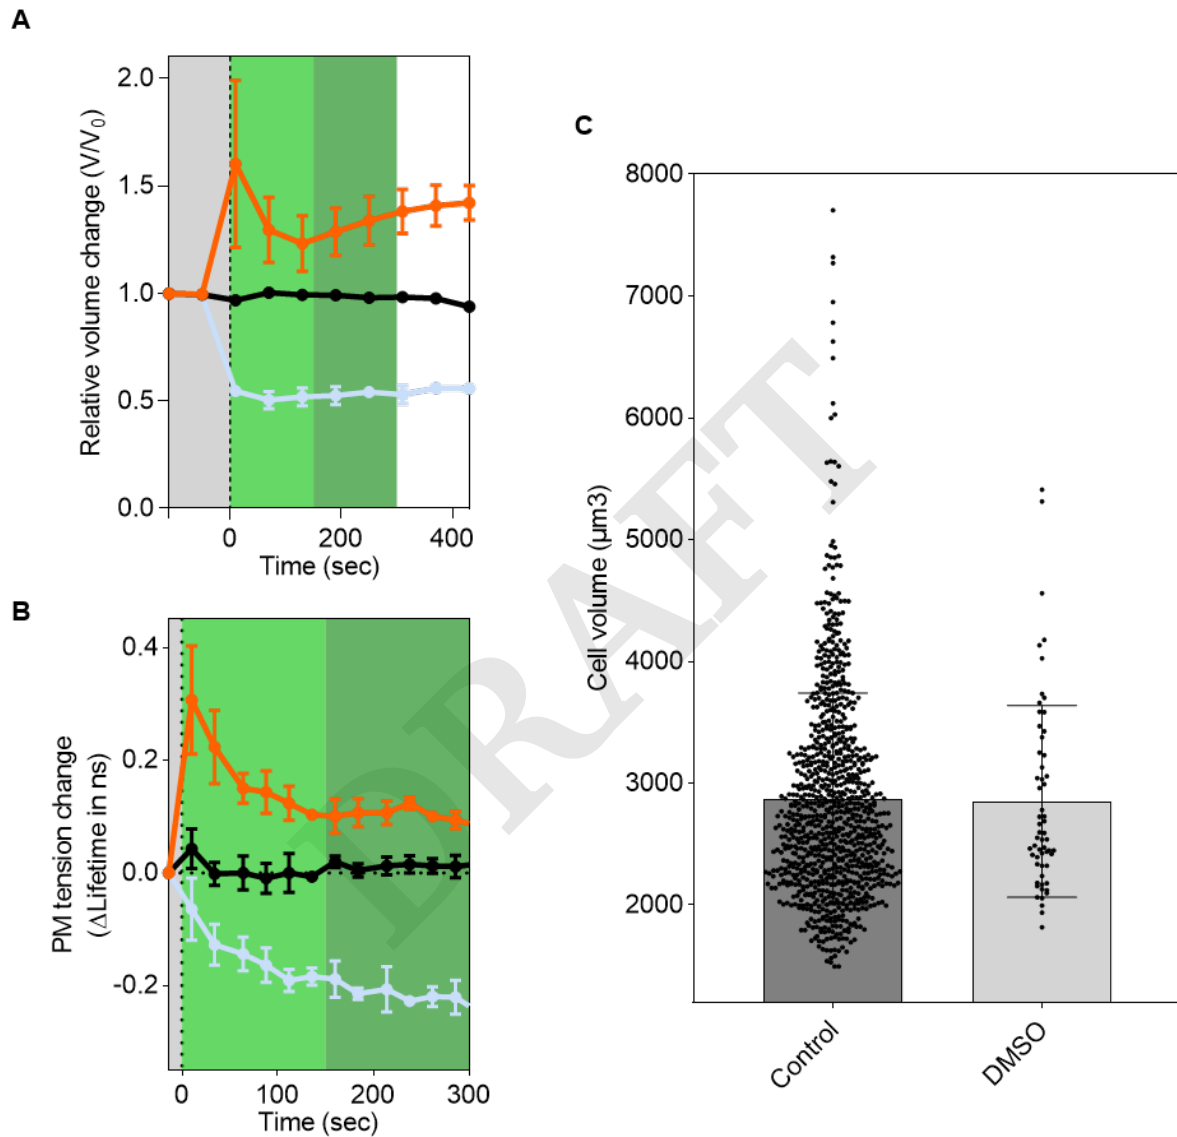 A
Relative volume change (V/V₀)
2.0
1.5
1.0
0.5
0.0
0
200
400
Time (sec)
B
PM tension change
(ΔLifetime in ns)
0.4
0.2
0.0
-0.2
0
100
200
300
Time (sec)
C
Cell volume (µm3)
8000
7000
6000
5000
4000
3000
2000
Control
DMSO
DRAFT